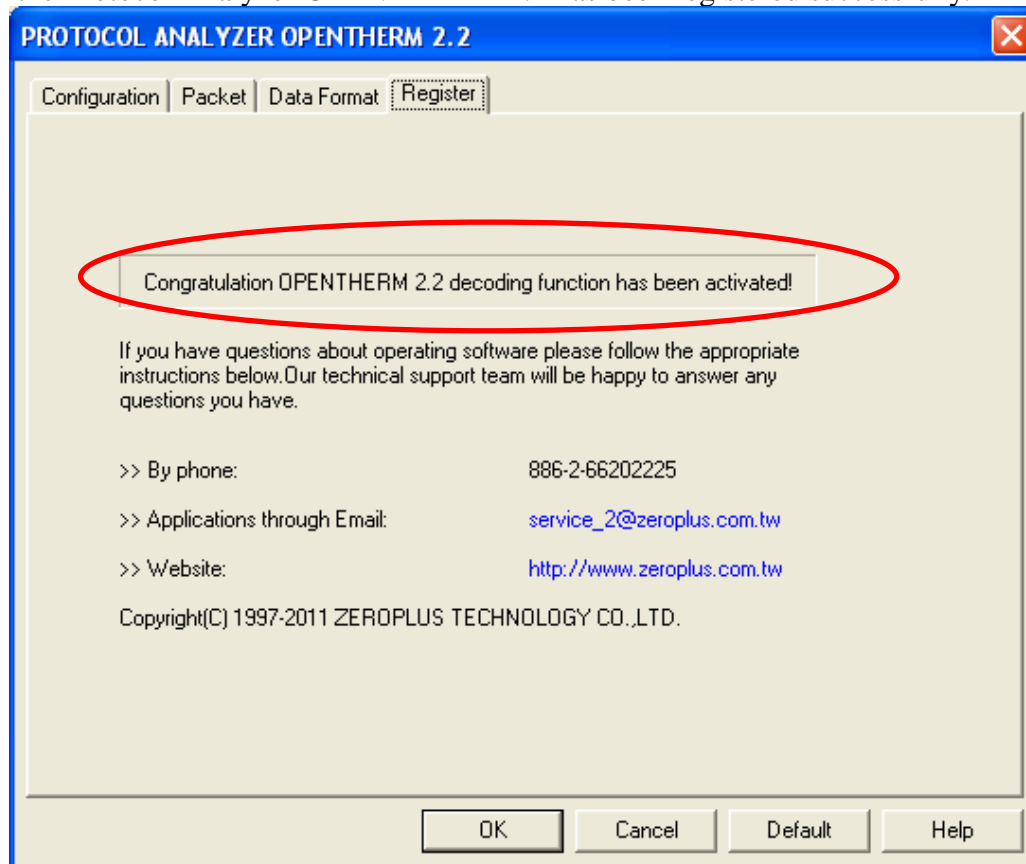 PROTOCOL ANALYZER OPENTHERM 2.2
Configuration Packet Data Format Register
Congratulation OPENTHERM 2.2 decoding function has been activated!
If you have questions about operating software please follow the appropriate
instructions below.Our technical support team will be happy to answer any
questions you have.
>> By phone: 886-2-66202225
>> Applications through Email: service_2@zeroplus.com.tw
>> Website: http://www.zeroplus.com.tw
Copyright(C) 1997-2011 ZEROPLUS TECHNOLOGY CO.,LTD.
OK Cancel Default Help